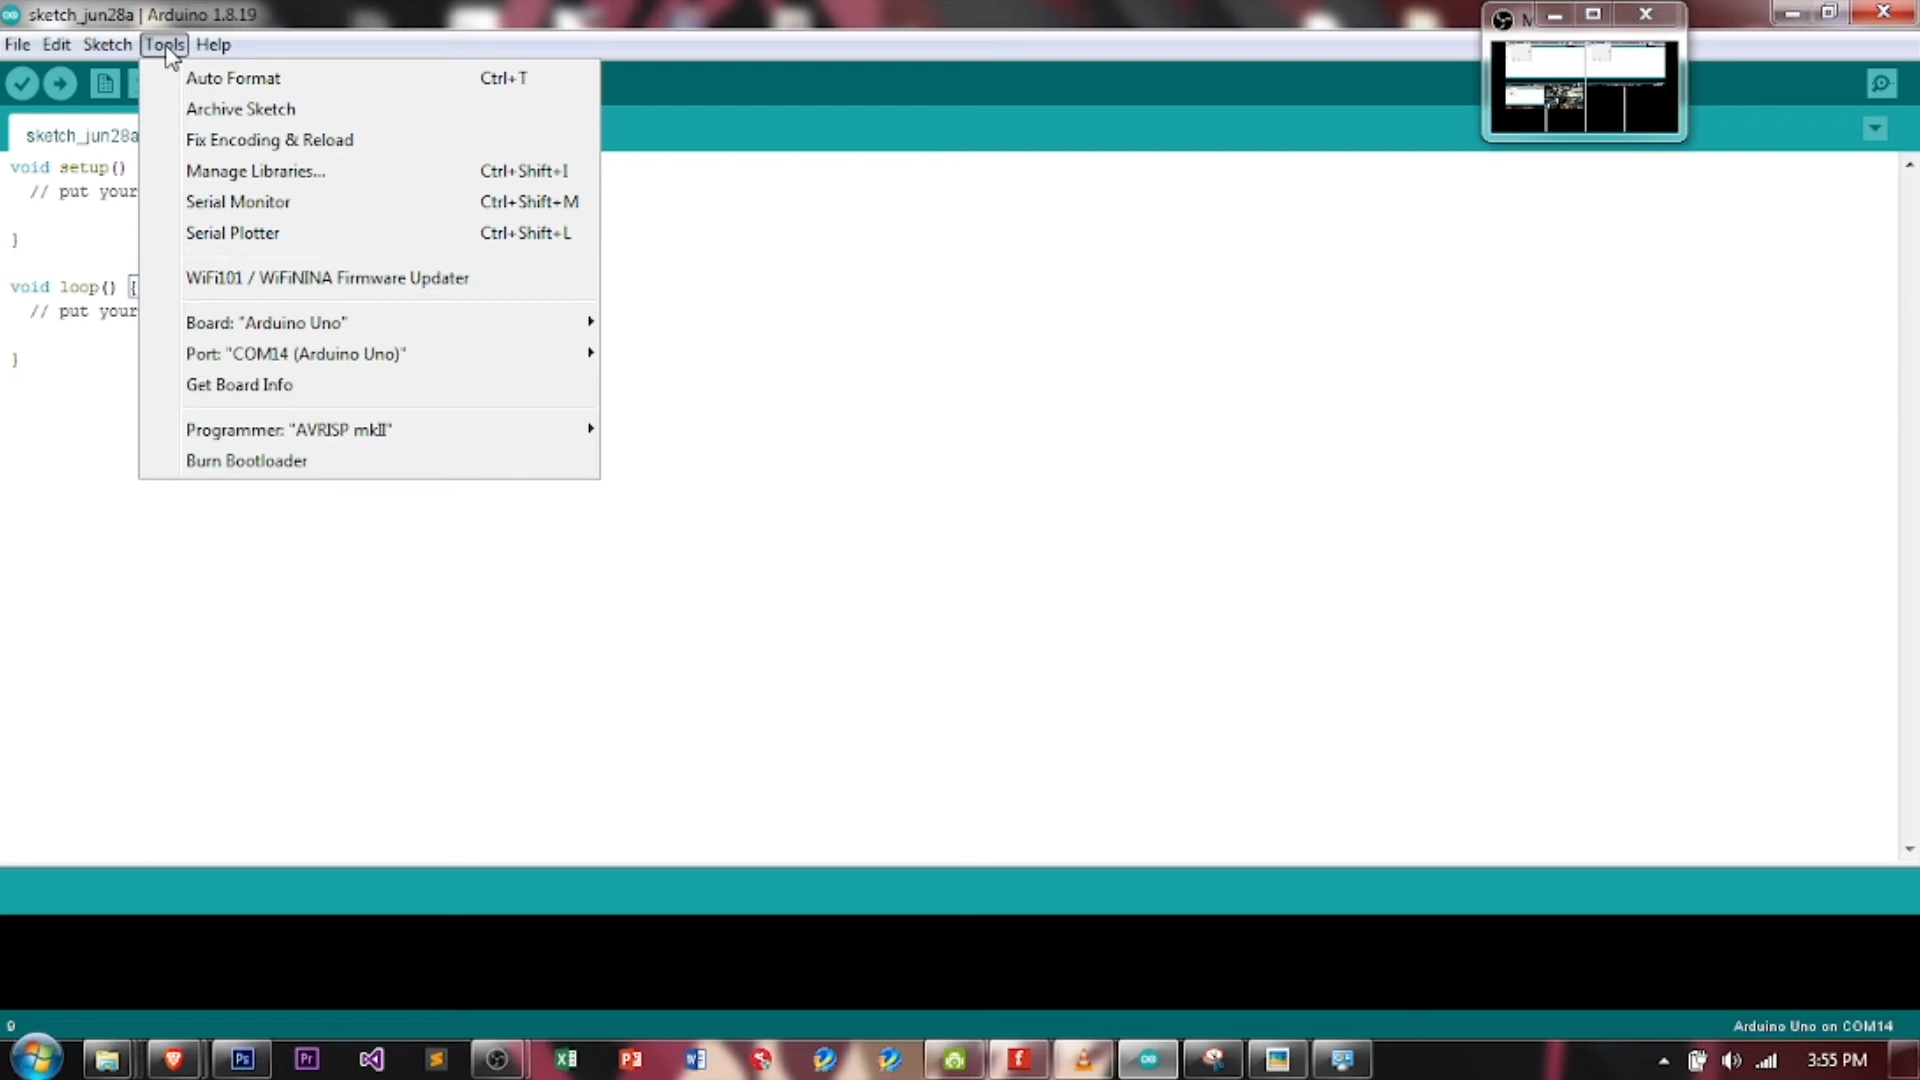 sketch_jun28a | Arduino 1.8.19
File Edit Sketch Tools Help
Auto Format Ctrl+T
Archive Sketch
Fix Encoding & Reload
Manage Libraries... Ctrl+Shift+I
Serial Monitor Ctrl+Shift+M
Serial Plotter Ctrl+Shift+L
WiFi101 / WiFiNINA Firmware Updater
Board: "Arduino Uno"
Port: "COM14 (Arduino Uno)"
Get Board Info
Programmer: "AVRISP mkII"
Burn Bootloader
sketch_jun28a
void setup()
// put your
}
void loop() {
// put your
}
9
Arduino Uno on COM14
Ps
Pr
3:55 PM